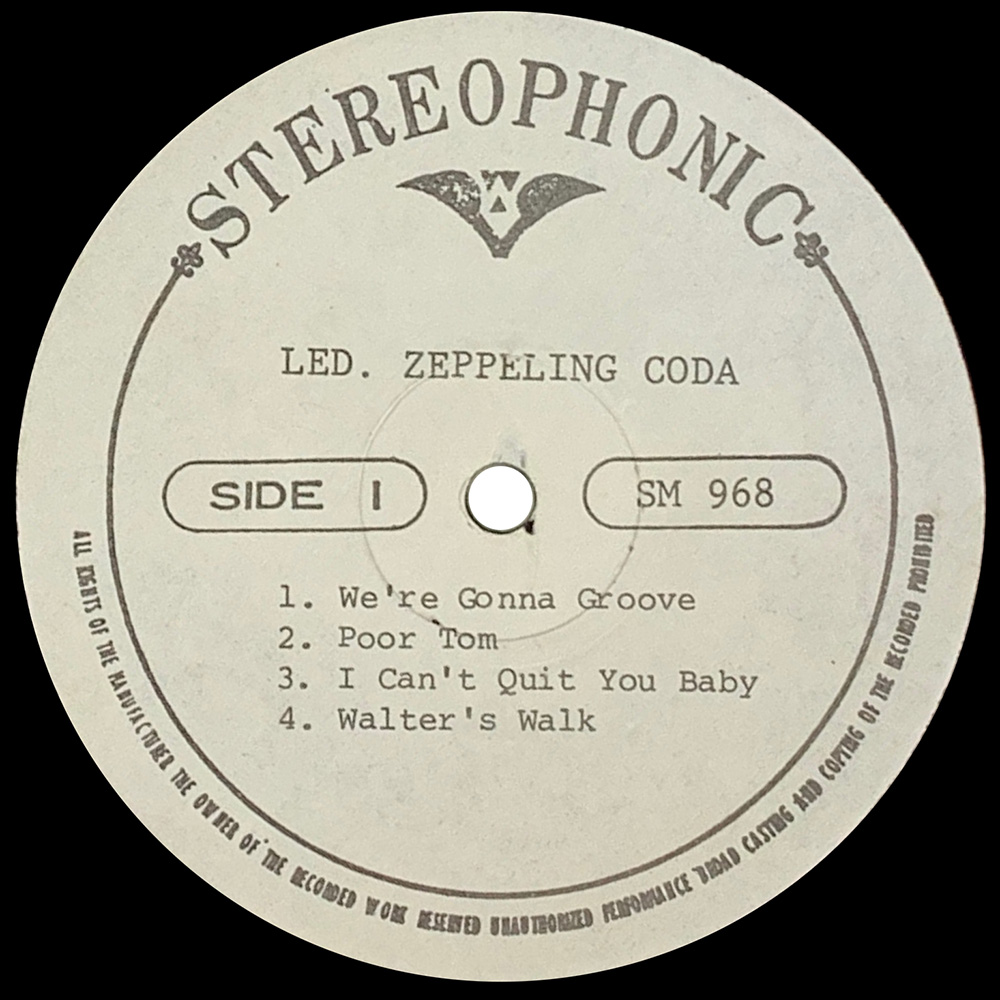 STEREOPHONIC
LED. ZEPPELING CODA
SIDE 1
SM 968
1. We're Gonna Groove
2. Poor Tom
3. I Can't Quit You Baby
4. Walter's Walk
ALL RIGHTS OF THE MANUFACTURER THE OWNER OF THE RECORDED WORK RESERVED UNAUTHORIZED PERFORMANCE BROAD CASTING AND COPYING OF THE RECORDED PROHIBITED